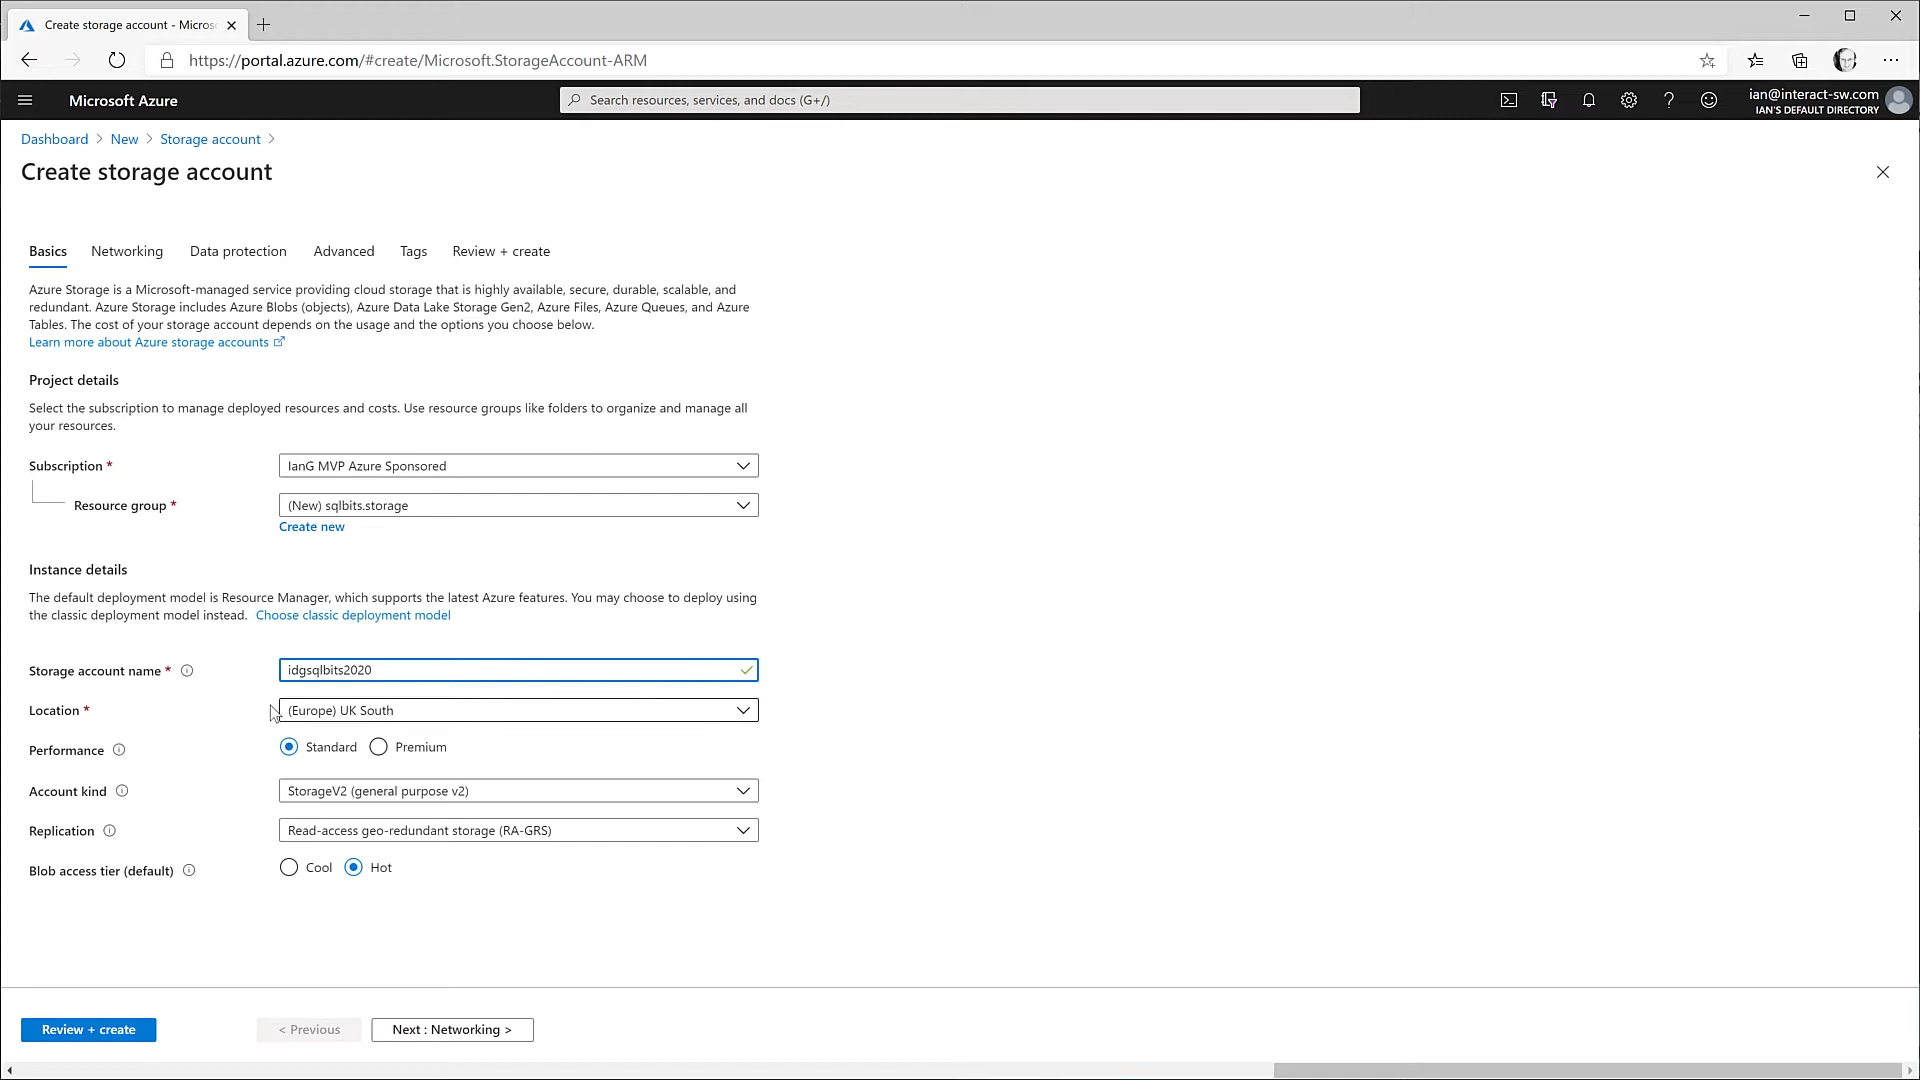 Create storage account - Micros
https://portal.azure.com/#create/Microsoft.StorageAccount-ARM
Microsoft Azure
Search resources, services, and docs (G+/)
ian@interact-sw.com
IAN'S DEFAULT DIRECTORY
Dashboard > New > Storage account >
Create storage account
Basics Networking Data protection Advanced Tags Review + create
Azure Storage is a Microsoft-managed service providing cloud storage that is highly available, secure, durable, scalable, and
redundant. Azure Storage includes Azure Blobs (objects), Azure Data Lake Storage Gen2, Azure Files, Azure Queues, and Azure
Tables. The cost of your storage account depends on the usage and the options you choose below.
Learn more about Azure storage accounts
Project details
Select the subscription to manage deployed resources and costs. Use resource groups like folders to organize and manage all
your resources.
Subscription * IanG MVP Azure Sponsored
Resource group * (New) sqlbits.storage
Create new
Instance details
The default deployment model is Resource Manager, which supports the latest Azure features. You may choose to deploy using
the classic deployment model instead. Choose classic deployment model
Storage account name * idgsqlbits2020
Location * (Europe) UK South
Performance Standard Premium
Account kind StorageV2 (general purpose v2)
Replication Read-access geo-redundant storage (RA-GRS)
Blob access tier (default) Cool Hot
Review + create < Previous Next : Networking >